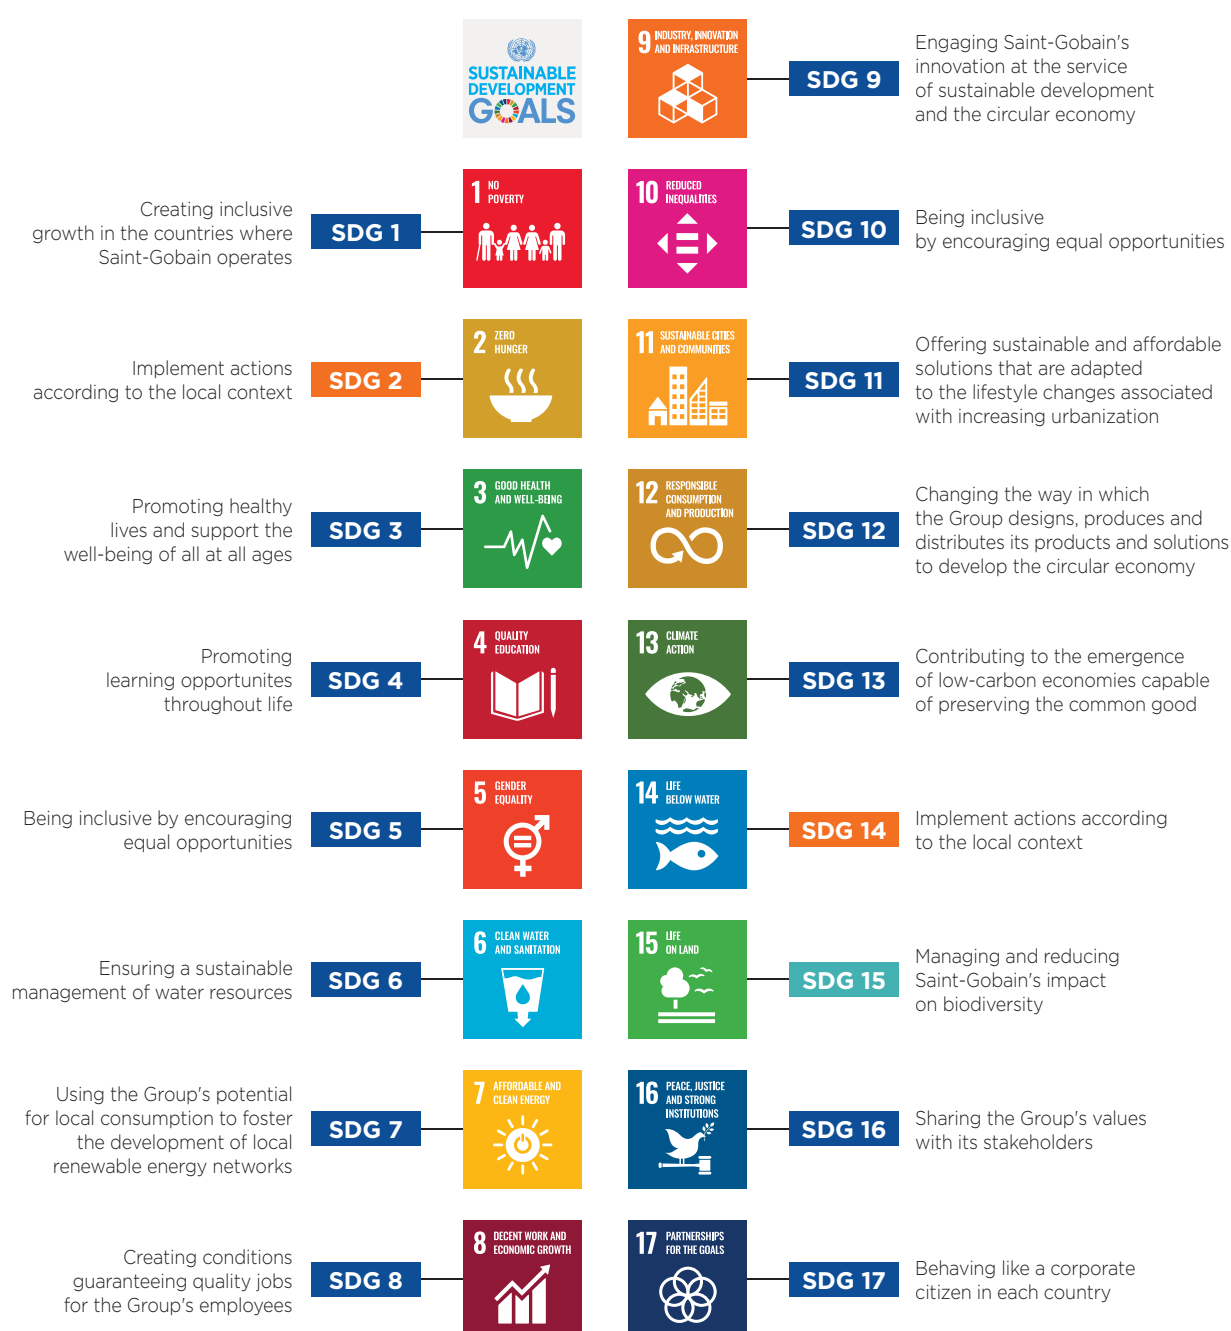 SUSTAINABLE
DEVELOPMENT
GOALS
9 INDUSTRY, INNOVATION
AND INFRASTRUCTURE
SDG 9
Engaging Saint-Gobain's
innovation at the service
of sustainable development
and the circular economy
Creating inclusive
growth in the countries where
Saint-Gobain operates
SDG 1
1 NO
POVERTY
10 REDUCED
INEQUALITIES
SDG 10
Being inclusive
by encouraging equal opportunities
Implement actions
according to the local context
SDG 2
2 ZERO
HUNGER
11 SUSTAINABLE CITIES
AND COMMUNITIES
SDG 11
Offering sustainable and affordable
solutions that are adapted
to the lifestyle changes associated
with increasing urbanization
Promoting healthy
lives and support the
well-being of all at all ages
SDG 3
3 GOOD HEALTH
AND WELL-BEING
12 RESPONSIBLE
CONSUMPTION
AND PRODUCTION
SDG 12
Changing the way in which
the Group designs, produces and
distributes its products and solutions
to develop the circular economy
Promoting
learning opportunites
throughout life
SDG 4
4 QUALITY
EDUCATION
13 CLIMATE
ACTION
SDG 13
Contributing to the emergence
of low-carbon economies capable
of preserving the common good
Being inclusive by encouraging
equal opportunities
SDG 5
5 GENDER
EQUALITY
14 LIFE
BELOW WATER
SDG 14
Implement actions according
to the local context
Ensuring a sustainable
management of water resources
SDG 6
6 CLEAN WATER
AND SANITATION
15 LIFE
ON LAND
SDG 15
Managing and reducing
Saint-Gobain's impact
on biodiversity
Using the Group's potential
for local consumption to foster
the development of local
renewable energy networks
SDG 7
7 AFFORDABLE AND
CLEAN ENERGY
16 PEACE, JUSTICE
AND STRONG
INSTITUTIONS
SDG 16
Sharing the Group's values
with its stakeholders
Creating conditions
guaranteeing quality jobs
for the Group's employees
SDG 8
8 DECENT WORK AND
ECONOMIC GROWTH
17 PARTNERSHIPS
FOR THE GOALS
SDG 17
Behaving like a corporate
citizen in each country